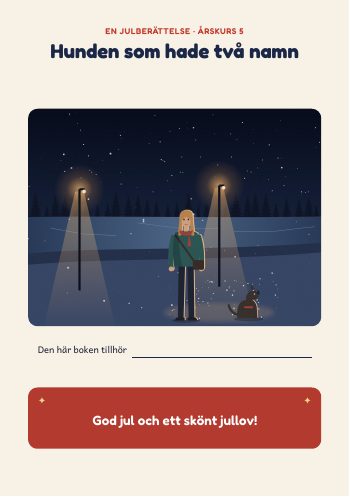 EN JULBERÄTTELSE · ÅRSKURS 5
Hunden som hade två namn
Den här boken tillhör
God jul och ett skönt jullov!